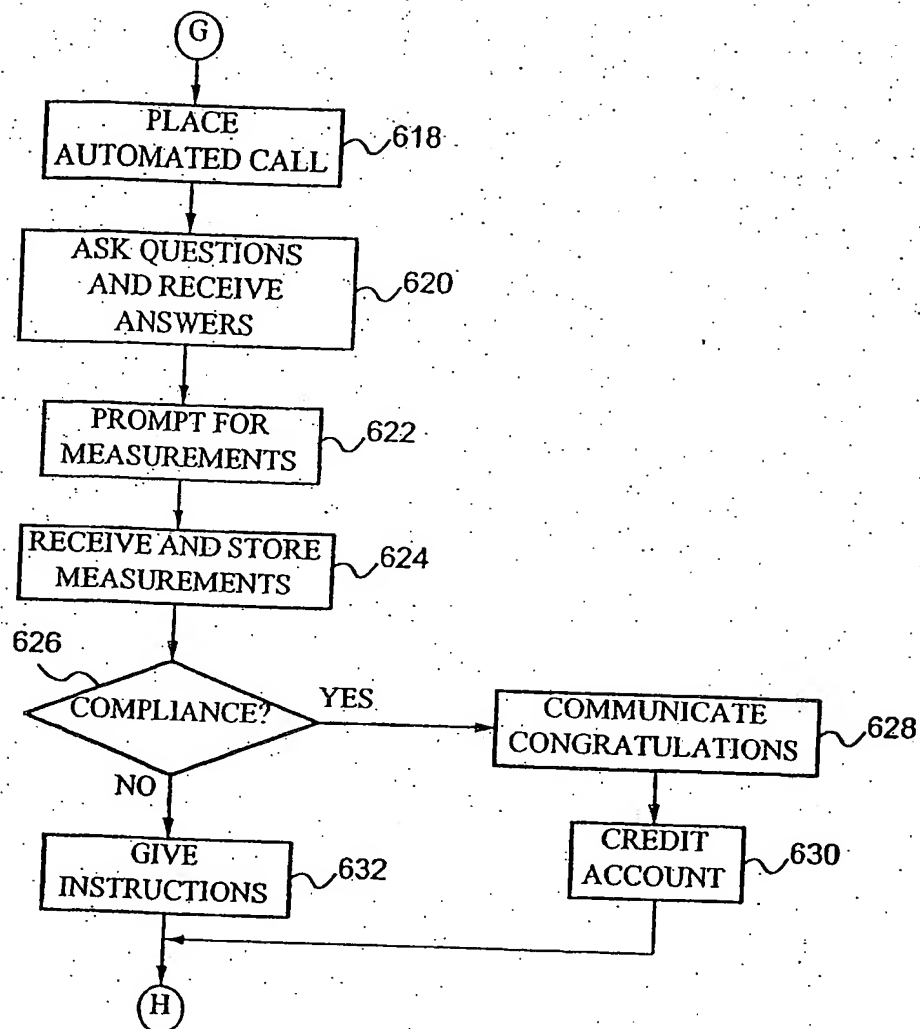 G
PLACE
AUTOMATED CALL
618
ASK QUESTIONS
AND RECEIVE
ANSWERS
620
PROMPT FOR
MEASUREMENTS
622
RECEIVE AND STORE
MEASUREMENTS
624
626
COMPLIANCE?
YES
NO
COMMUNICATE
CONGRATULATIONS
628
CREDIT
ACCOUNT
630
GIVE
INSTRUCTIONS
632
H